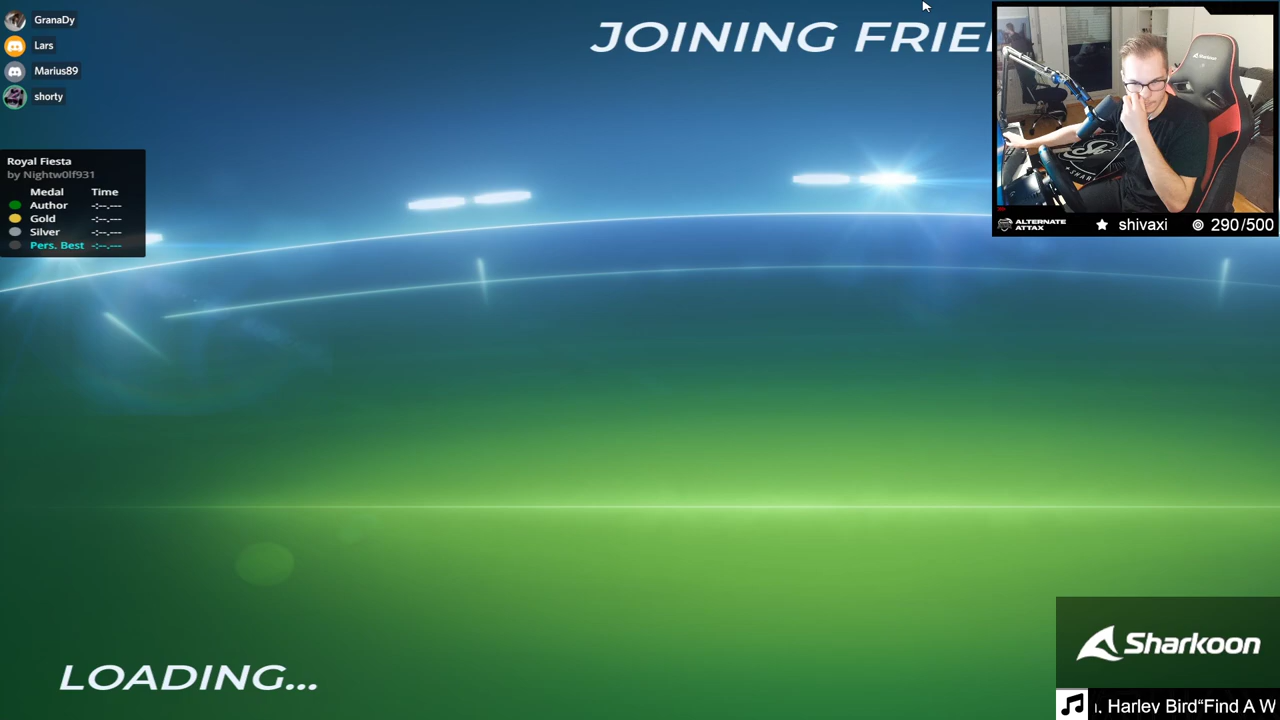 GranaDy
Lars
Marius89
shorty
JOINING FRIE
Royal Fiesta
by Nightw0lf931
Medal Time
Author -:--.---
Gold -:--.---
Silver -:--.---
Pers. Best -:--.---
Sharkoon
ALTERNATE
ATTAX
shivaxi
290/500
LOADING...
Sharkoon
. Harley Bird“Find A W